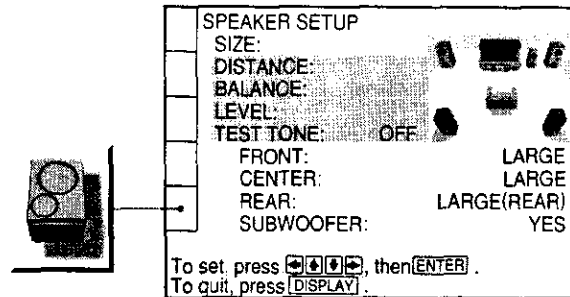 SPEAKER SETUP
SIZE:
DISTANCE:
BALANCE:
LEVEL:
TEST TONE: OFF
FRONT: LARGE
CENTER: LARGE
REAR: LARGE(REAR)
SUBWOOFER: YES
To set, press ←↑↓→, then ENTER .
To quit, press DISPLAY .